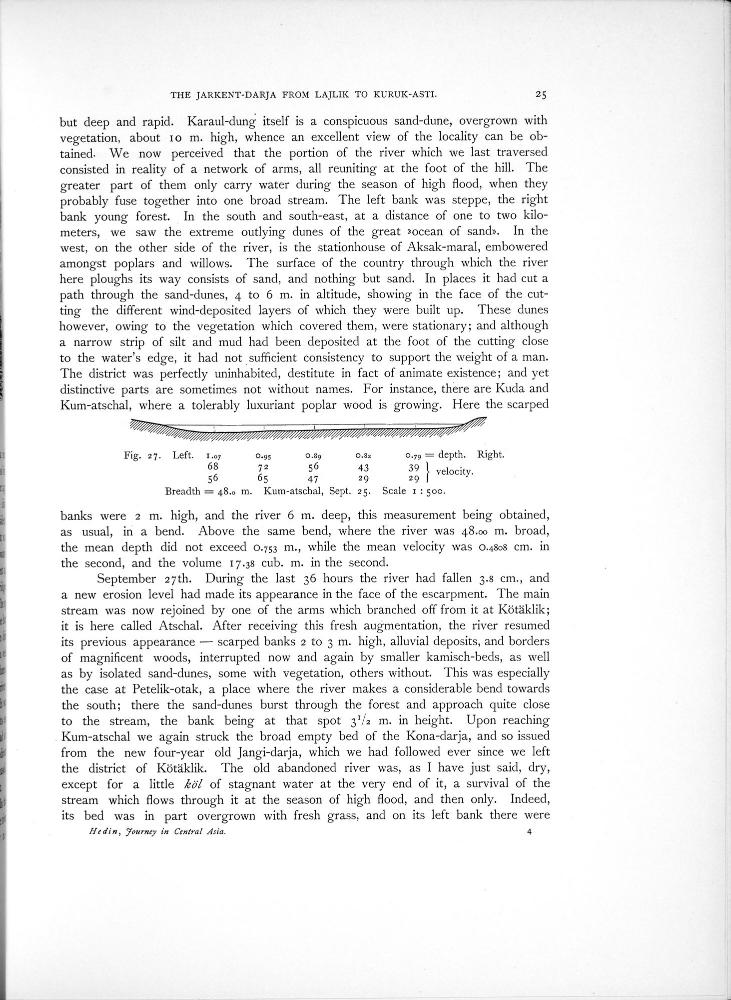 THE JARKENT-DARJA FROM LAJLIK TO KURUK-ASTI. 25
but deep and rapid. Karaul-dung itself is a conspicuous sand-dune, overgrown with
vegetation, about 10 m. high, whence an excellent view of the locality can be ob-
tained. We now perceived that the portion of the river which we last traversed
consisted in reality of a network of arms, all reuniting at the foot of the hill. The
greater part of them only carry water during the season of high flood, when they
probably fuse together into one broad stream. The left bank was steppe, the right
bank young forest. In the south and south-east, at a distance of one to two kilo-
meters, we saw the extreme outlying dunes of the great »ocean of sand». In the
west, on the other side of the river, is the stationhouse of Aksak-maral, embowered
amongst poplars and willows. The surface of the country through which the river
here ploughs its way consists of sand, and nothing but sand. In places it had cut a
path through the sand-dunes, 4 to 6 m. in altitude, showing in the face of the cut-
ting the different wind-deposited layers of which they were built up. These dunes
however, owing to the vegetation which covered them, were stationary; and although
a narrow strip of silt and mud had been deposited at the foot of the cutting close
to the water's edge, it had not sufficient consistency to support the weight of a man.
The district was perfectly uninhabited, destitute in fact of animate existence; and yet
distinctive parts are sometimes not without names. For instance, there are Kuda and
Kum-atschal, where a tolerably luxuriant poplar wood is growing. Here the scarped
Fig. 27. Left. 1.07 0.95 0.89 0.82 0.79 = depth. Right.
68 72 56 43 39 } velocity.
56 65 47 29 29
Breadth = 48.0 m. Kum-atschal, Sept. 25. Scale 1 : 500.
banks were 2 m. high, and the river 6 m. deep, this measurement being obtained,
as usual, in a bend. Above the same bend, where the river was 48.00 m. broad,
the mean depth did not exceed 0.753 m., while the mean velocity was 0.4808 cm. in
the second, and the volume 17.38 cub. m. in the second.
September 27th. During the last 36 hours the river had fallen 3.8 cm., and
a new erosion level had made its appearance in the face of the escarpment. The main
stream was now rejoined by one of the arms which branched off from it at Kötäklik;
it is here called Atschal. After receiving this fresh augmentation, the river resumed
its previous appearance — scarped banks 2 to 3 m. high, alluvial deposits, and borders
of magnificent woods, interrupted now and again by smaller kamisch-beds, as well
as by isolated sand-dunes, some with vegetation, others without. This was especially
the case at Petelik-otak, a place where the river makes a considerable bend towards
the south; there the sand-dunes burst through the forest and approach quite close
to the stream, the bank being at that spot 3¹/₂ m. in height. Upon reaching
Kum-atschal we again struck the broad empty bed of the Kona-darja, and so issued
from the new four-year old Jangi-darja, which we had followed ever since we left
the district of Kötäklik. The old abandoned river was, as I have just said, dry,
except for a little köl of stagnant water at the very end of it, a survival of the
stream which flows through it at the season of high flood, and then only. Indeed,
its bed was in part overgrown with fresh grass, and on its left bank there were
Hedin, Journey in Central Asia. 4